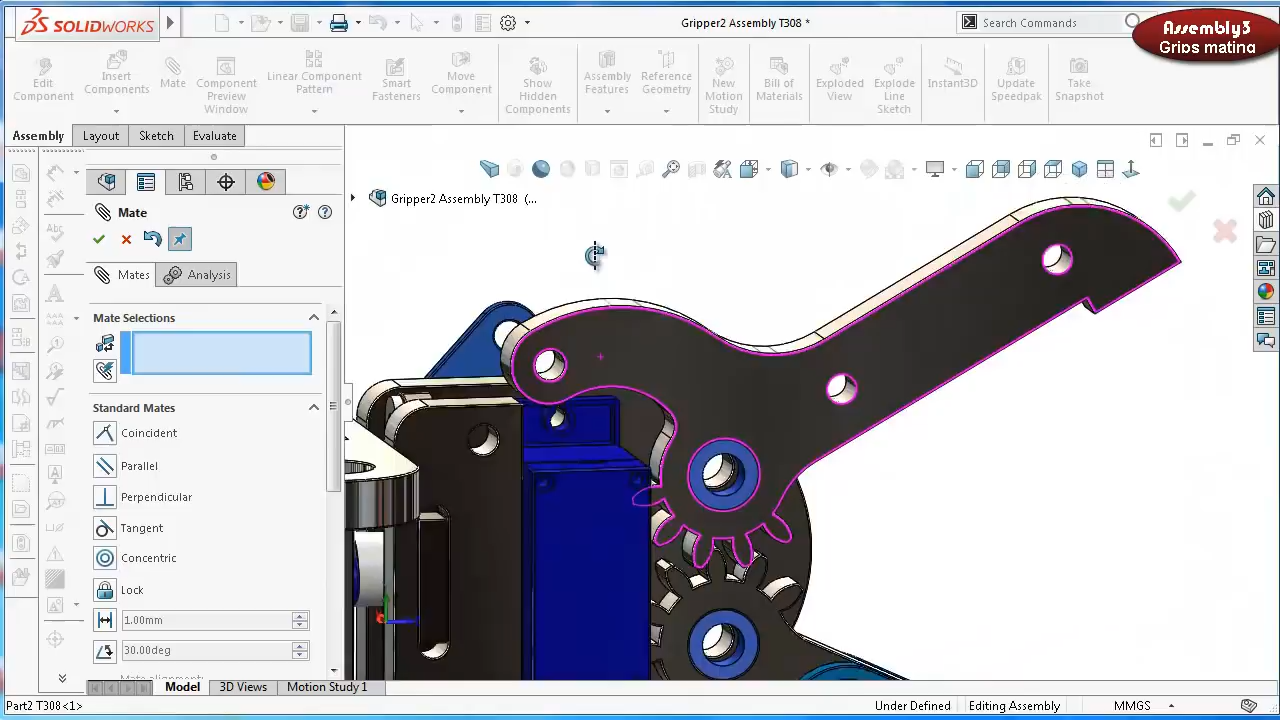 SOLIDWORKS
Gripper2 Assembly T308 *
Search Commands
Assembly3
Grips matina
Edit Component
Insert Components
Mate
Component Preview Window
Linear Component Pattern
Smart Fasteners
Move Component
Show Hidden Components
Assembly Features
Reference Geometry
New Motion Study
Bill of Materials
Exploded View
Explode Line Sketch
Instant3D
Update Speedpak
Take Snapshot
Assembly
Layout
Sketch
Evaluate
Gripper2 Assembly T308 (...
Mate
Mates
Analysis
Mate Selections
Standard Mates
Coincident
Parallel
Perpendicular
Tangent
Concentric
Lock
1.00mm
30.00deg
Model
3D Views
Motion Study 1
Part2 T308<1>
Under Defined
Editing Assembly
MMGS